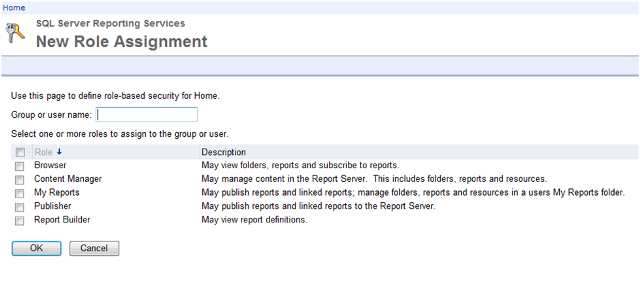 Home
SQL Server Reporting Services
New Role Assignment
Use this page to define role-based security for Home.
Group or user name:
Select one or more roles to assign to the group or user.
Role ↓ Description
Browser May view folders, reports and subscribe to reports.
Content Manager May manage content in the Report Server. This includes folders, reports and resources.
My Reports May publish reports and linked reports; manage folders, reports and resources in a users My Reports folder.
Publisher May publish reports and linked reports to the Report Server.
Report Builder May view report definitions.
OK Cancel